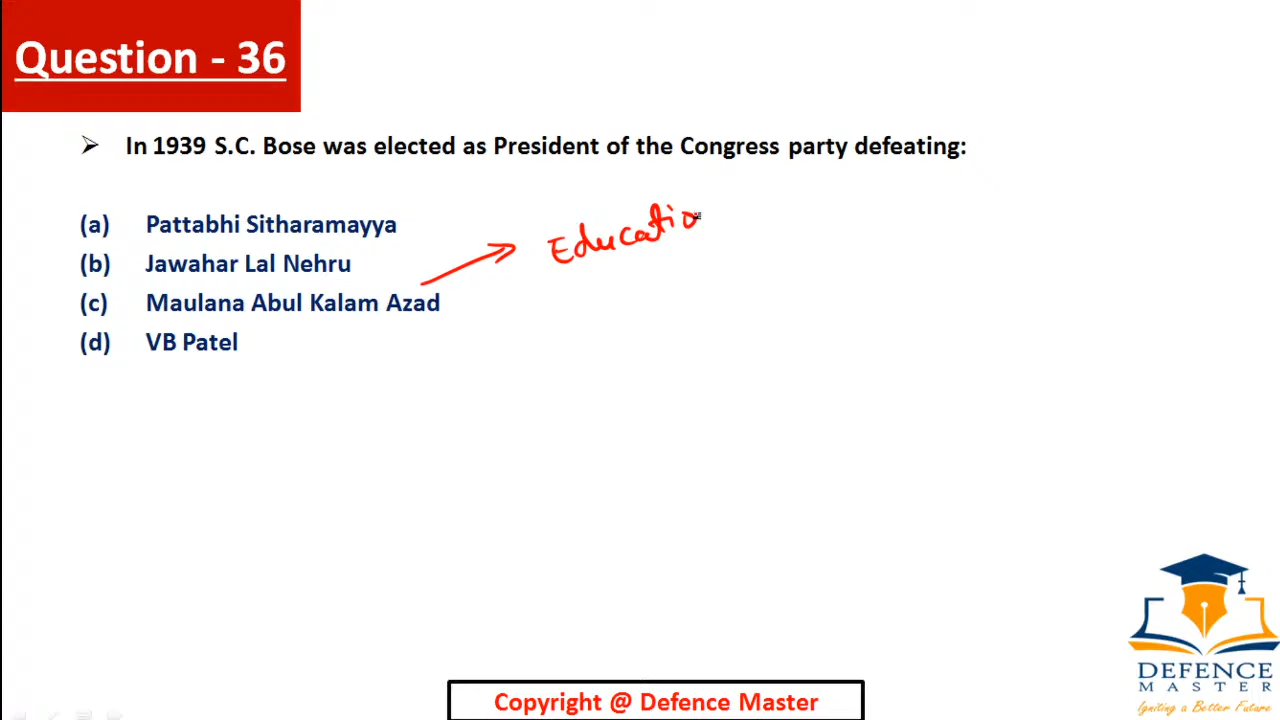 Question - 36
➢ In 1939 S.C. Bose was elected as President of the Congress party defeating:
(a) Pattabhi Sitharamayya
(b) Jawahar Lal Nehru
(c) Maulana Abul Kalam Azad
(d) VB Patel
Educatio
DEFENCE
MASTER
Igniting a Better Future
Copyright @ Defence Master